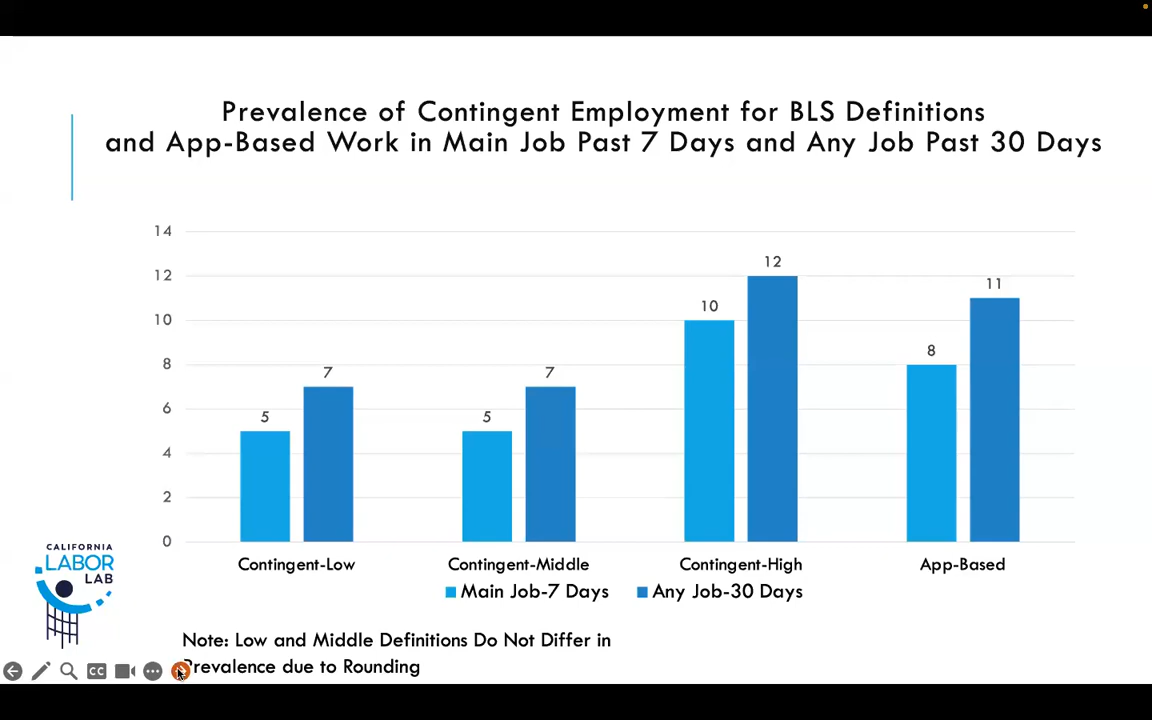 Prevalence of Contingent Employment for BLS Definitions
and App-Based Work in Main Job Past 7 Days and Any Job Past 30 Days
14
12
10
8
6
4
2
0
5
7
5
7
10
12
8
11
Contingent-Low
Contingent-Middle
Contingent-High
App-Based
Main Job-7 Days
Any Job-30 Days
CALIFORNIA
LABOR
LAB
Note: Low and Middle Definitions Do Not Differ in
Prevalence due to Rounding
CC